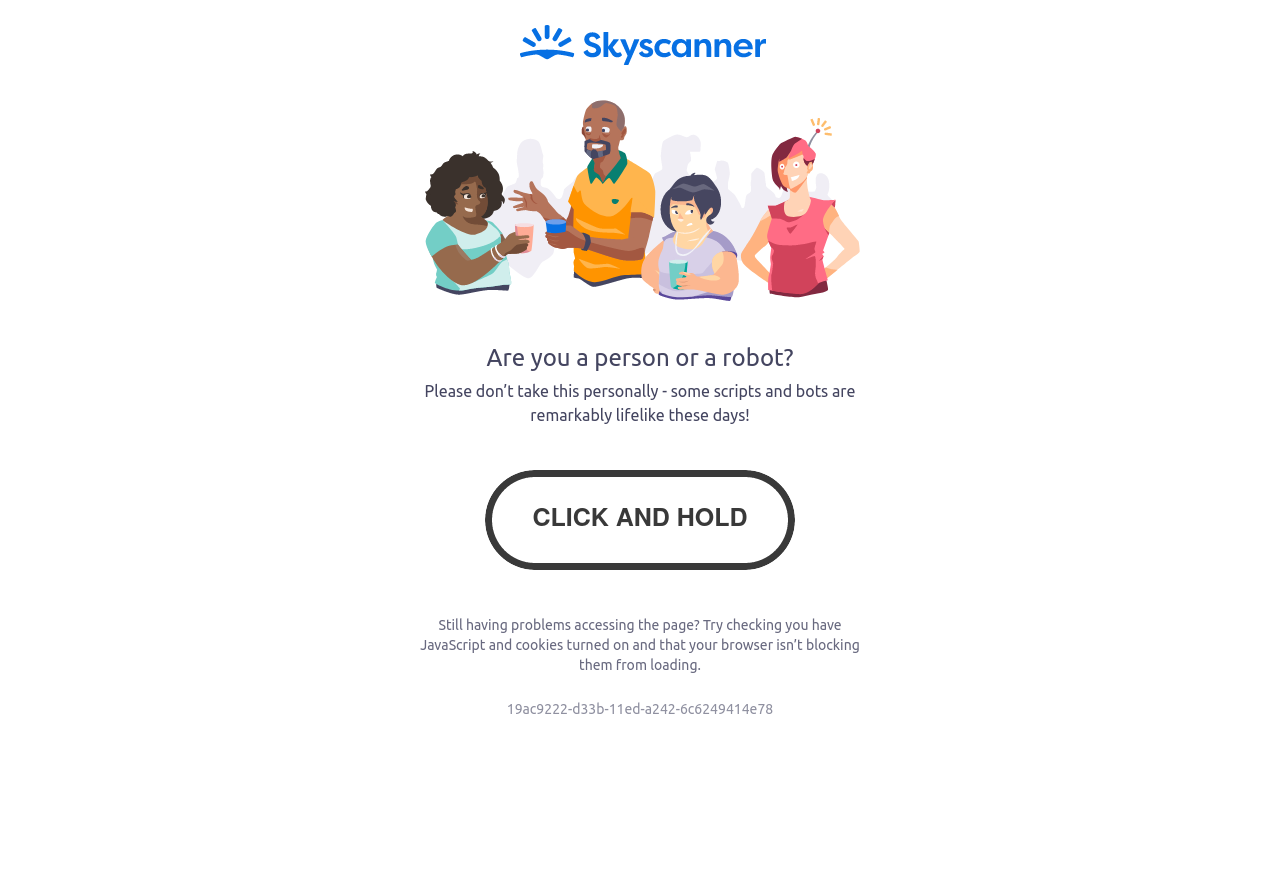 Skyscanner
Are you a person or a robot?
Please don’t take this personally - some scripts and bots are
remarkably lifelike these days!
CLICK AND HOLD
Still having problems accessing the page? Try checking you have
JavaScript and cookies turned on and that your browser isn’t blocking
them from loading.
19ac9222-d33b-11ed-a242-6c6249414e78